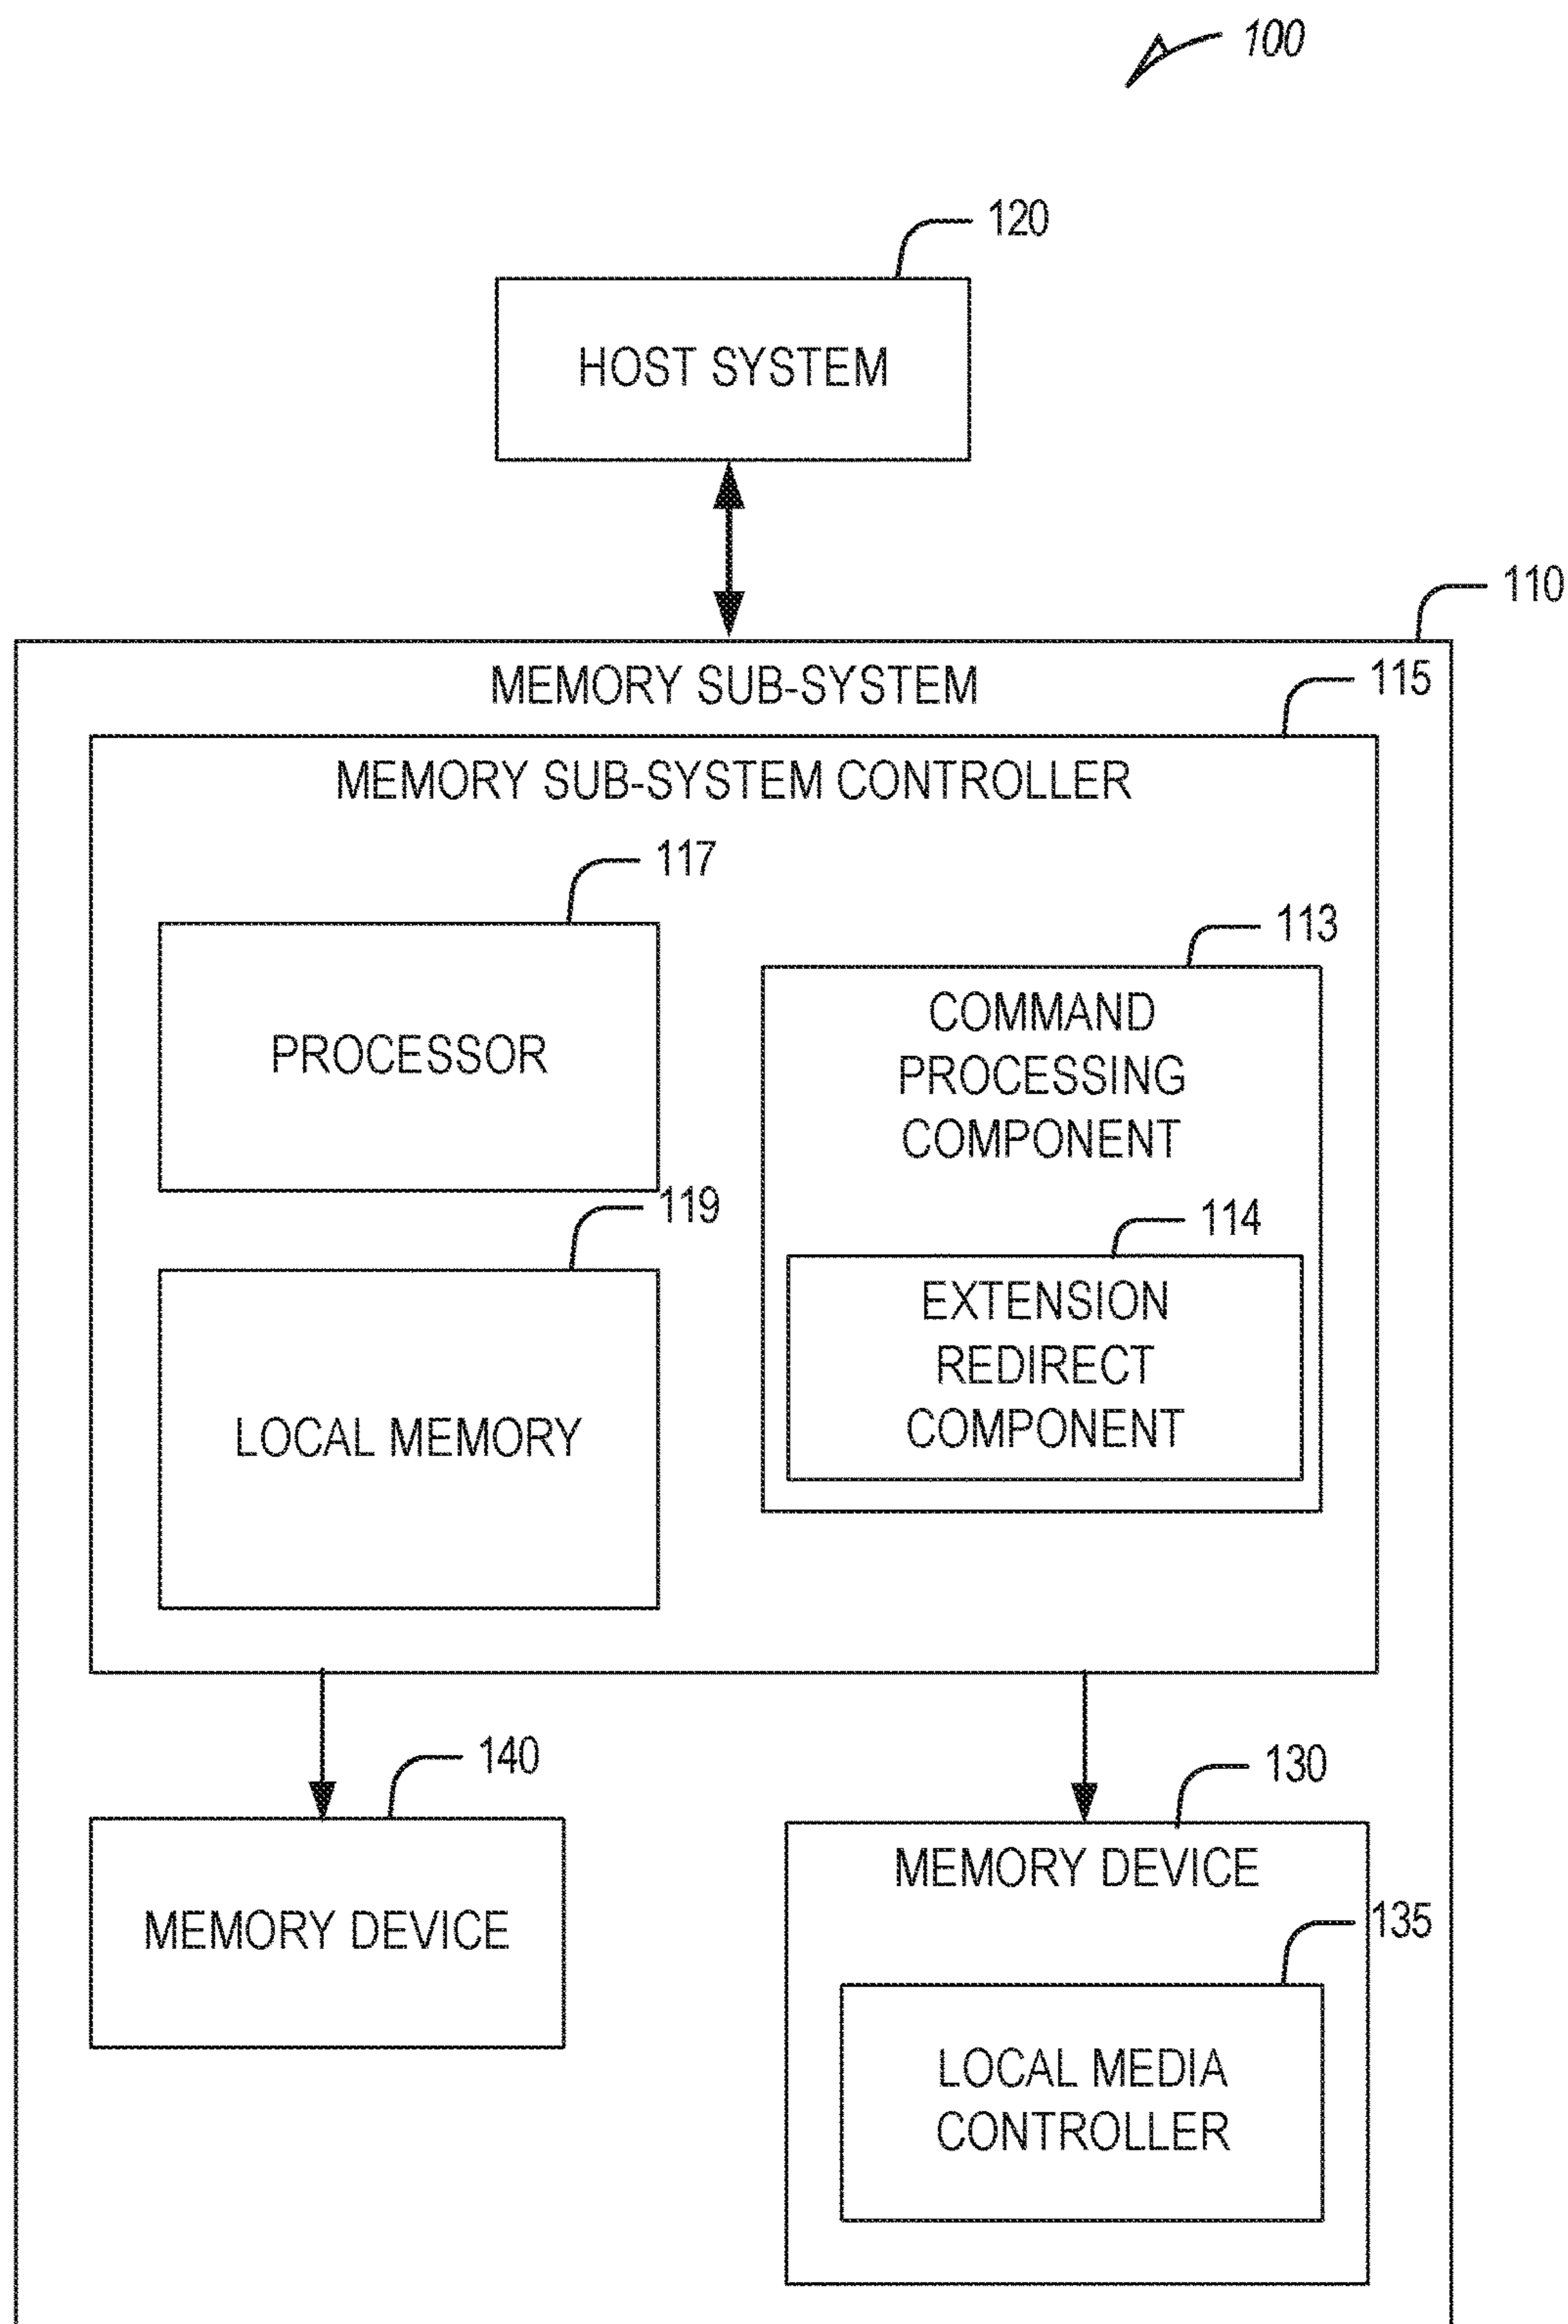 100
120
HOST SYSTEM
110
MEMORY SUB-SYSTEM
115
MEMORY SUB-SYSTEM CONTROLLER
117
PROCESSOR
113
COMMAND
PROCESSING
COMPONENT
119
LOCAL MEMORY
114
EXTENSION
REDIRECT
COMPONENT
140
MEMORY DEVICE
130
MEMORY DEVICE
135
LOCAL MEDIA
CONTROLLER